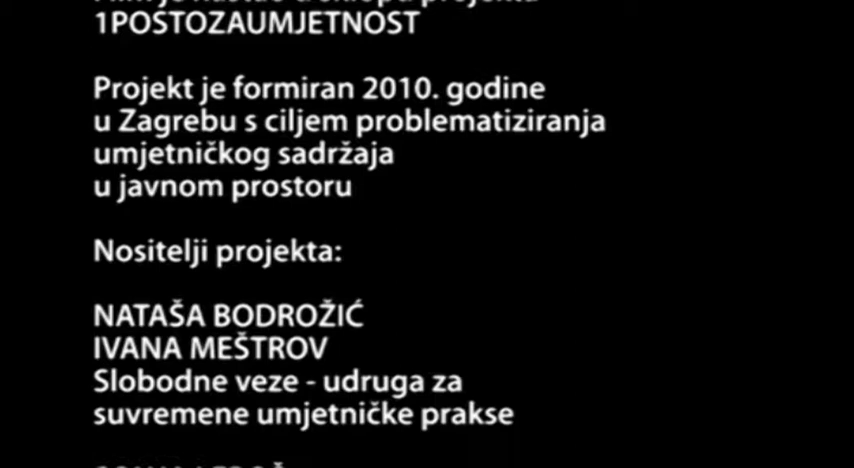 1POSTOZAUMJETNOST
Projekt je formiran 2010. godine
u Zagrebu s ciljem problematiziranja
umjetničkog sadržaja
u javnom prostoru
Nositelji projekta:
NATAŠA BODROŽIĆ
IVANA MEŠTROV
Slobodne veze - udruga za
suvremene umjetničke prakse